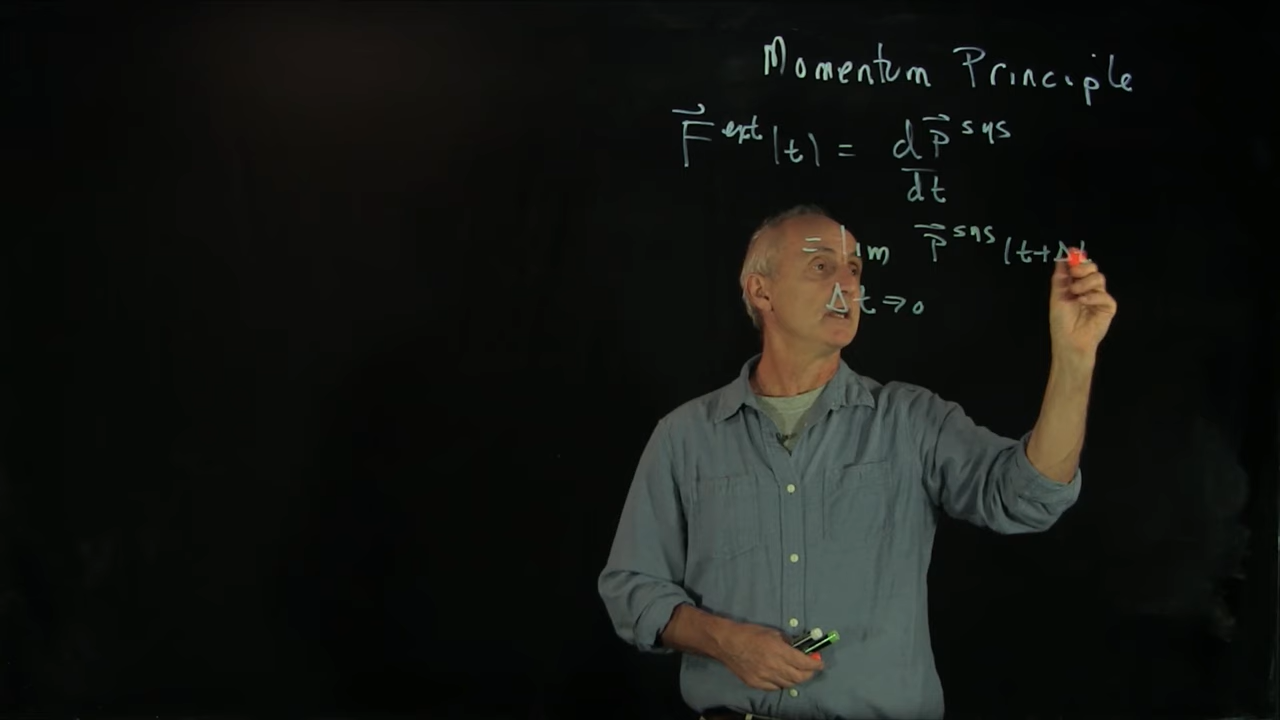 Momentum Principle
F⃗^ext(t) = dP⃗^sys/dt
= lim Δt→0 P⃗^sys(t+Δt